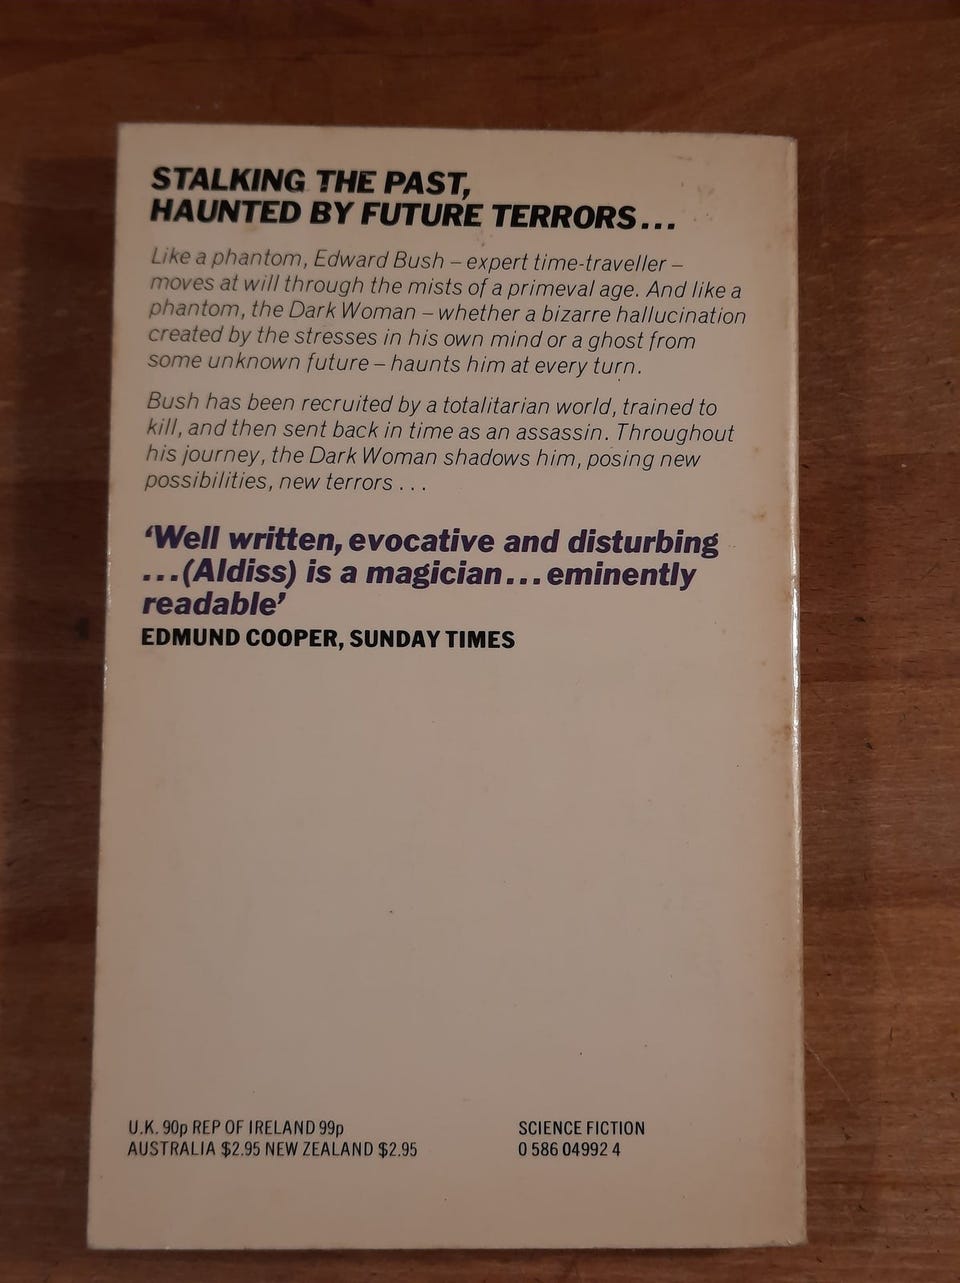 STALKING THE PAST,
HAUNTED BY FUTURE TERRORS...
Like a phantom, Edward Bush – expert time-traveller –
moves at will through the mists of a primeval age. And like a
phantom, the Dark Woman – whether a bizarre hallucination
created by the stresses in his own mind or a ghost from
some unknown future – haunts him at every turn.
Bush has been recruited by a totalitarian world, trained to
kill, and then sent back in time as an assassin. Throughout
his journey, the Dark Woman shadows him, posing new
possibilities, new terrors . . .
‘Well written, evocative and disturbing
...(Aldiss) is a magician...eminently
readable’
EDMUND COOPER, SUNDAY TIMES
U.K. 90p REP OF IRELAND 99p
AUSTRALIA $2.95 NEW ZEALAND $2.95
SCIENCE FICTION
0 586 04992 4